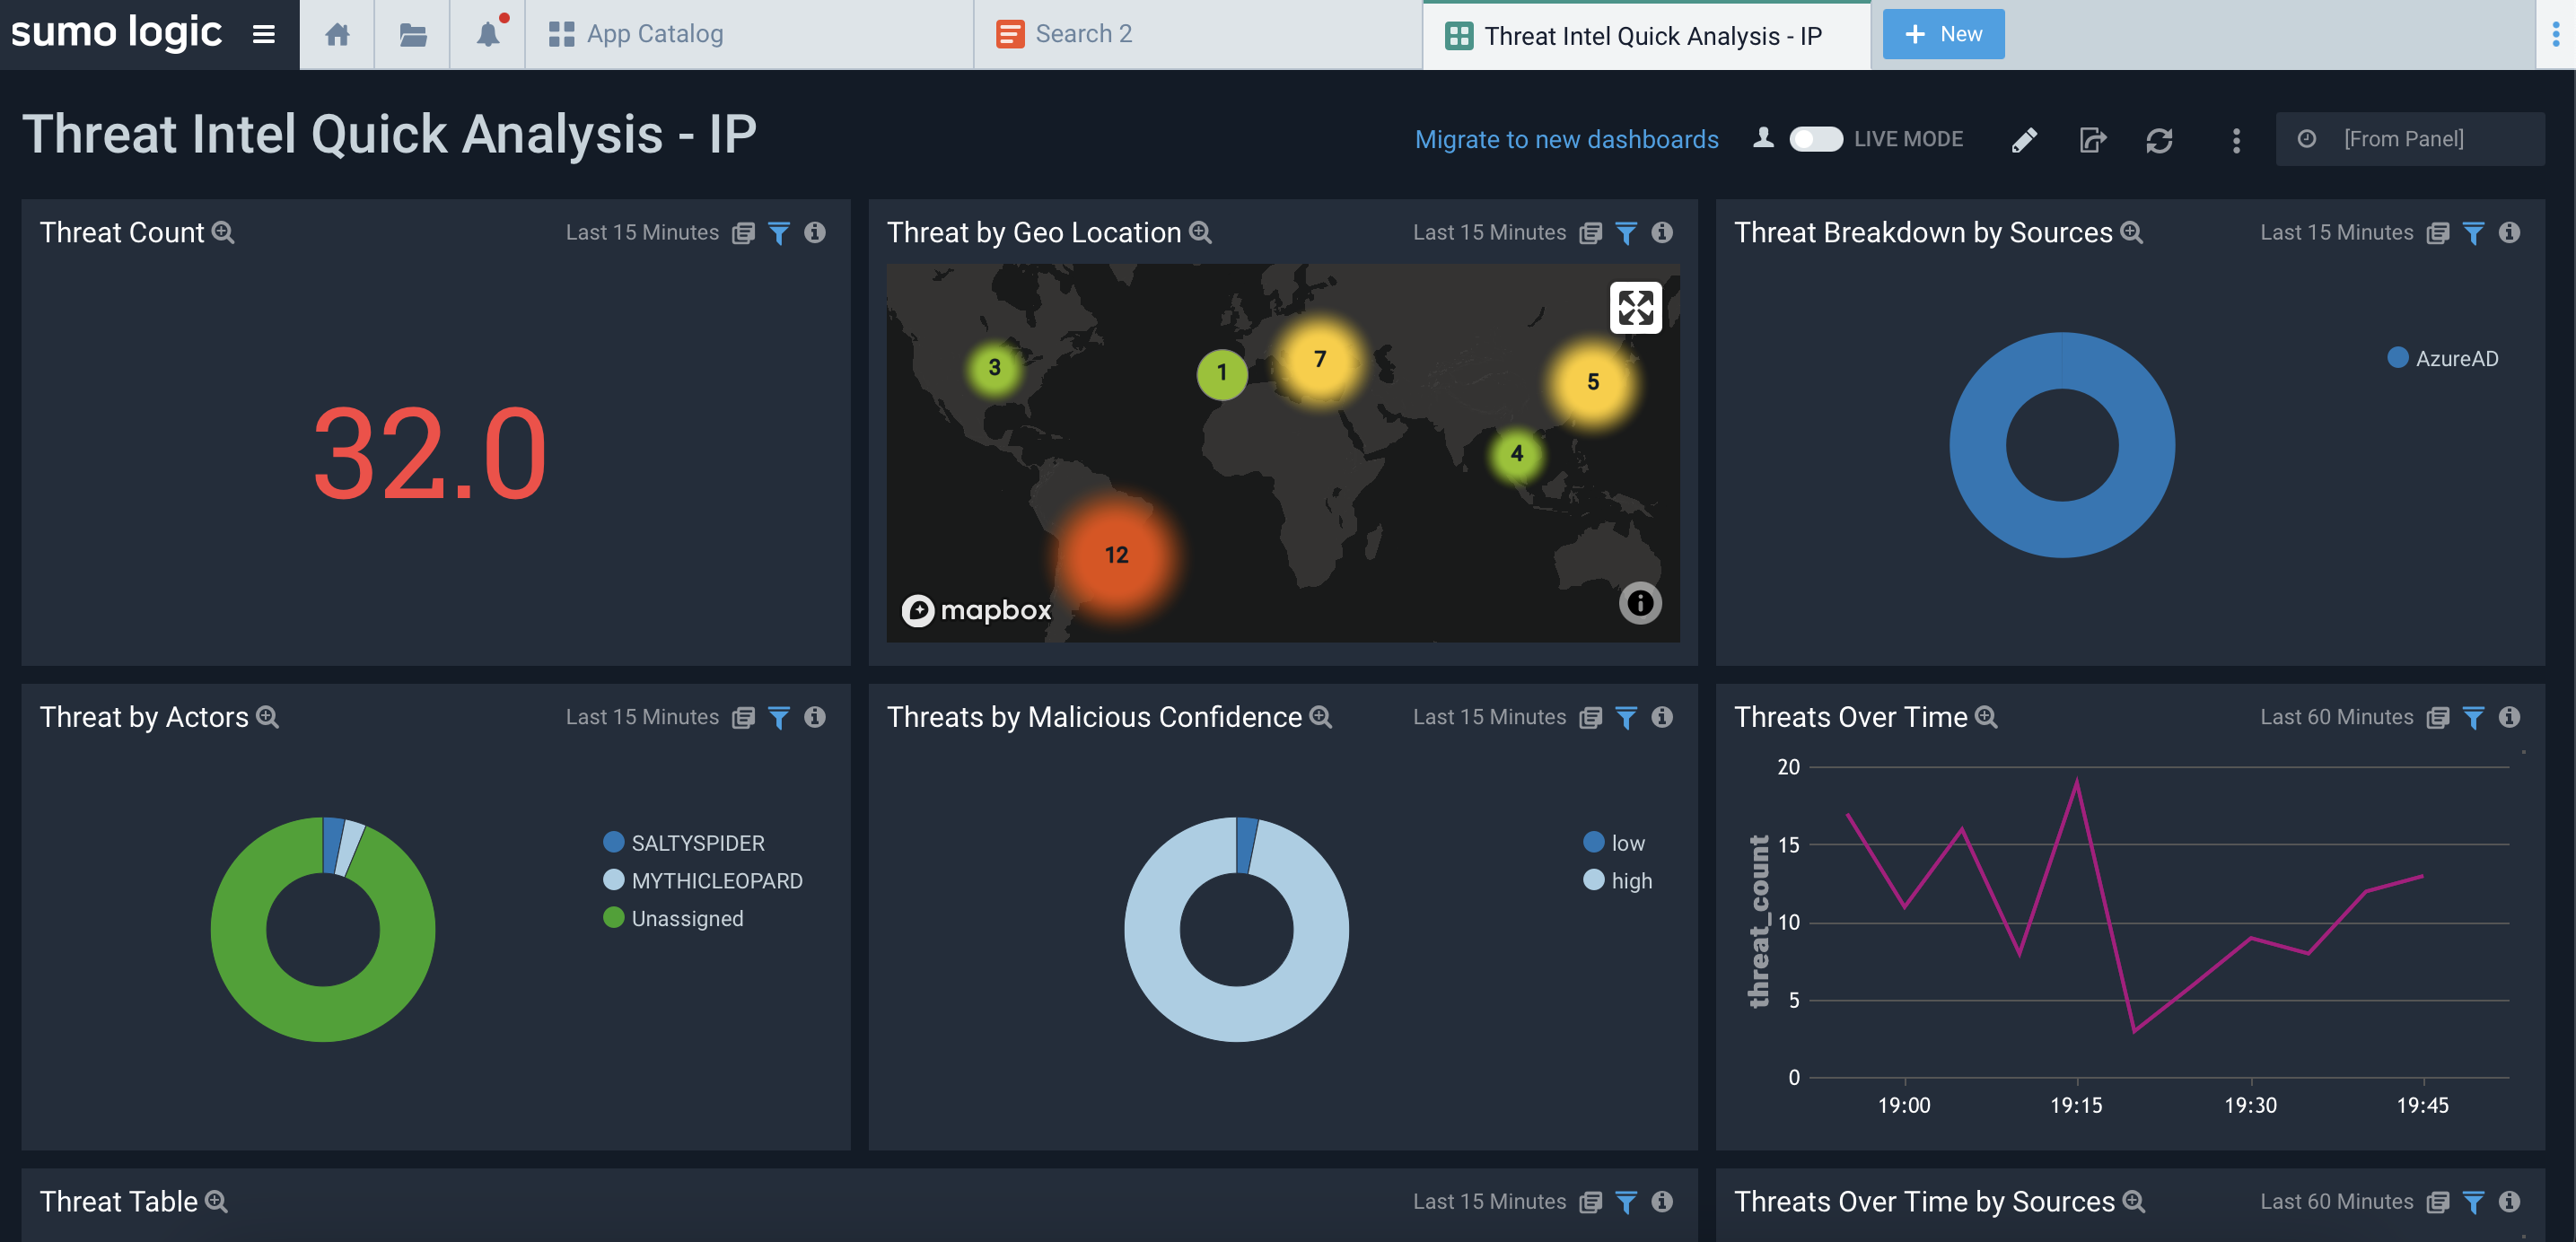 sumo logic
App Catalog
Search 2
Threat Intel Quick Analysis - IP
+ New
Threat Intel Quick Analysis - IP
Migrate to new dashboards
LIVE MODE
[From Panel]
Threat Count
Last 15 Minutes
32.0
Threat by Geo Location
Last 15 Minutes
3
1
7
5
4
12
mapbox
Threat Breakdown by Sources
Last 15 Minutes
AzureAD
Threat by Actors
Last 15 Minutes
SALTYSPIDER
MYTHICLEOPARD
Unassigned
Threats by Malicious Confidence
Last 15 Minutes
low
high
Threats Over Time
Last 60 Minutes
threat_count
20
15
10
5
0
19:00
19:15
19:30
19:45
Threat Table
Last 15 Minutes
Threats Over Time by Sources
Last 60 Minutes